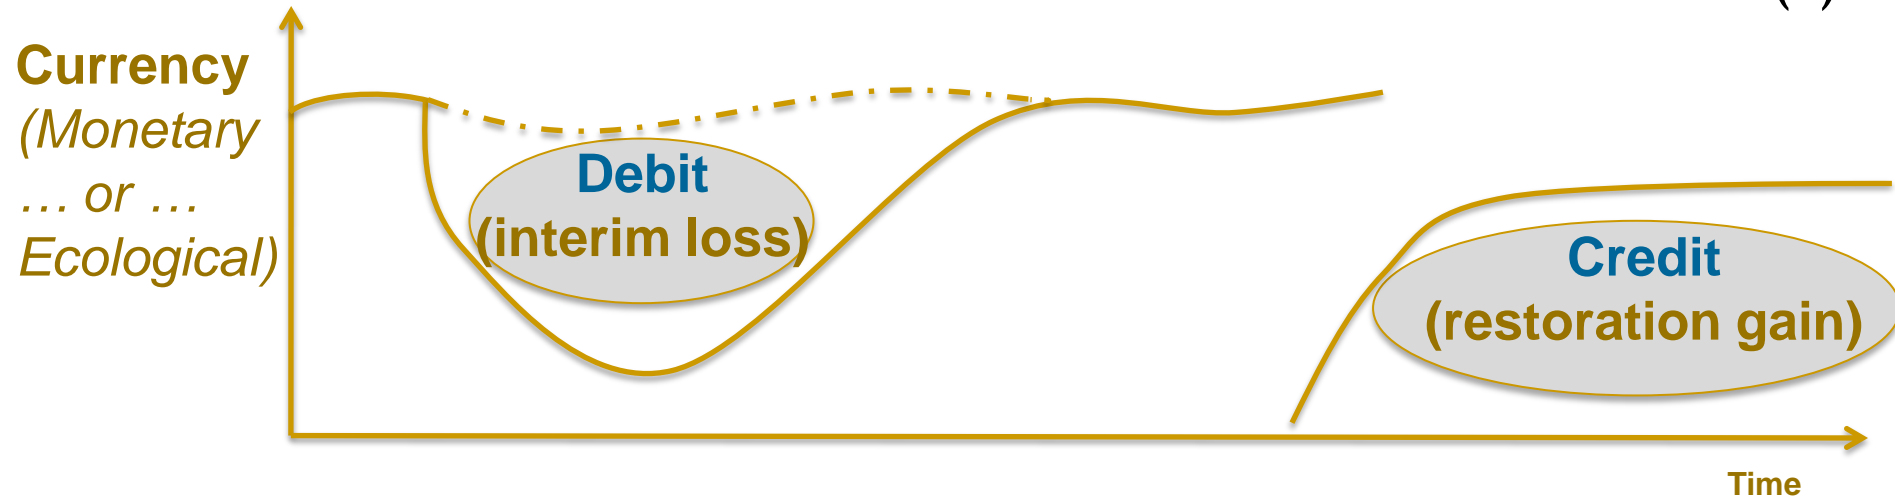 Currency
(Monetary
… or …
Ecological)
Debit
(interim loss)
Credit
(restoration gain)
Time